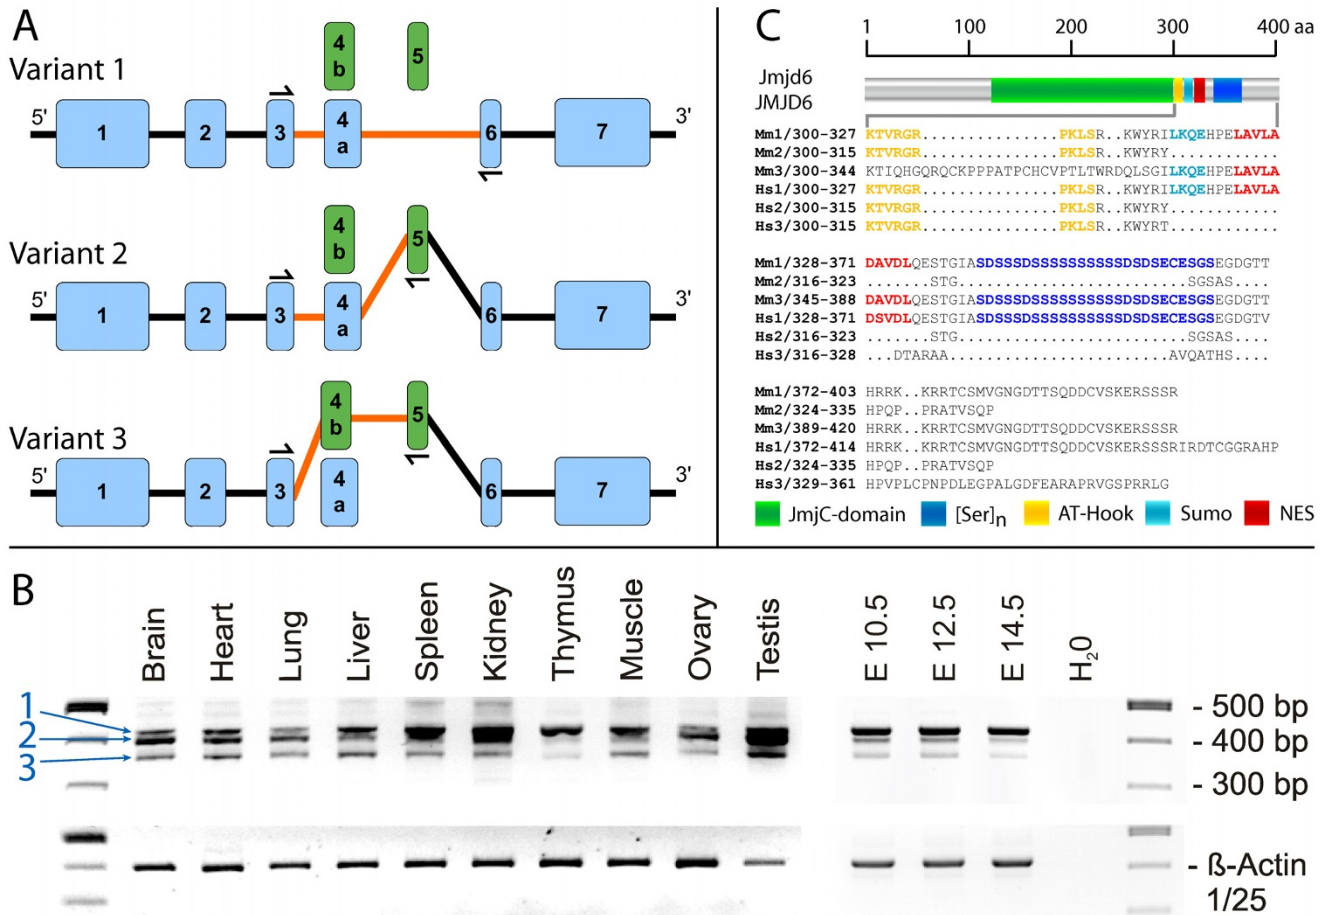 A
Variant 1
5'
1
2
3
4
b
4
a
5
6
7
3'
Variant 2
5'
1
2
3
4
b
4
a
5
6
7
3'
Variant 3
5'
1
2
3
4
b
4
a
5
6
7
3'
C
1 100 200 300 400 aa
Jmjd6
JMJD6
Mm1/300-327 KTVRGR...................PKLSR..KWYRILKQEHPELAVLA
Mm2/300-315 KTVRGR...................PKLSR..KWYRY............
Mm3/300-344 KTIQHGQRQCKPPPATPCHCVPTLTWRDQLSGILKQEHPELAVLA
Hs1/300-327 KTVRGR...................PKLSR..KWYRILKQEHPELAVLA
Hs2/300-315 KTVRGR...................PKLSR..KWYRY............
Hs3/300-315 KTVRGR...................PKLSR..KWYRT............
Mm1/328-371 DAVDLQESTGIASDSSSDSSSSSSSSSSSDSDSECESGSEGDGTT
Mm2/316-323 .......STG.........................SGSAS.....
Mm3/345-388 DAVDLQESTGIASDSSSDSSSSSSSSSSSDSDSECESGSEGDGTT
Hs1/328-371 DSVDLQESTGIASDSSSDSSSSSSSSSSSDSDSECESGSEGDGTV
Hs2/316-323 .......STG.........................SGSAS.....
Hs3/316-328 ...DTARAA........................AVQATHS.....
Mm1/372-403 HRRK..KRRTCSMVGNGDTTSQDDCVSKERSSSR
Mm2/324-335 HPQP..PRATVSQP
Mm3/389-420 HRRK..KRRTCSMVGNGDTTSQDDCVSKERSSSR
Hs1/372-414 HRRK..KRRTCSMVGNGDTTSQDDCVSKERSSSRIRDTCGGRAHP
Hs2/324-335 HPQP..PRATVSQP
Hs3/329-361 HPVPLCPNPDLEGPALGDFEARAPRVGSPRRLG
JmjC-domain [Ser]n AT-Hook Sumo NES
B
Brain Heart Lung Liver Spleen Kidney Thymus Muscle Ovary Testis E 10.5 E 12.5 E 14.5 H20
1
2
3
- 500 bp
- 400 bp
- 300 bp
- ß-Actin
1/25